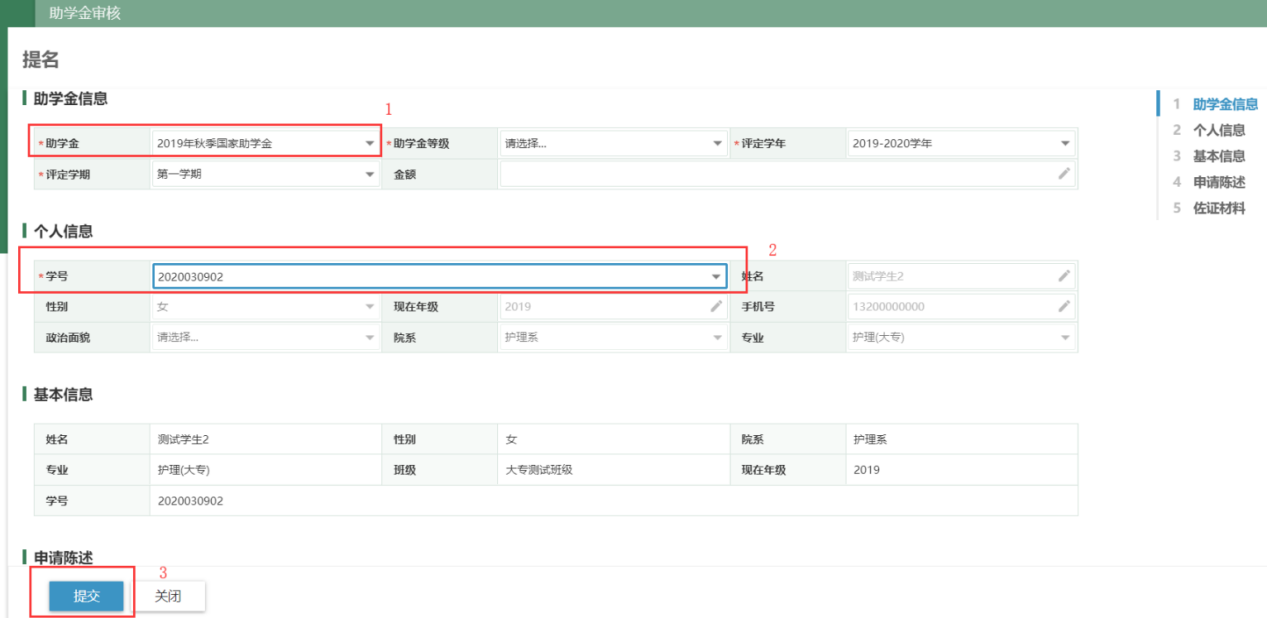 助学金审核
提名
助学金信息
1
*助学金 2019年秋季国家助学金 *助学金等级 请选择... *评定学年 2019-2020学年
*评定学期 第一学期 金额
个人信息
2
*学号 2020030902 姓名 测试学生2
性别 女 现在年级 2019 手机号 13200000000
政治面貌 请选择... 院系 护理系 专业 护理(大专)
基本信息
姓名 测试学生2 性别 女 院系 护理系
专业 护理(大专) 班级 大专测试班级 现在年级 2019
学号 2020030902
申请陈述
3
提交 关闭
1 助学金信息
2 个人信息
3 基本信息
4 申请陈述
5 佐证材料